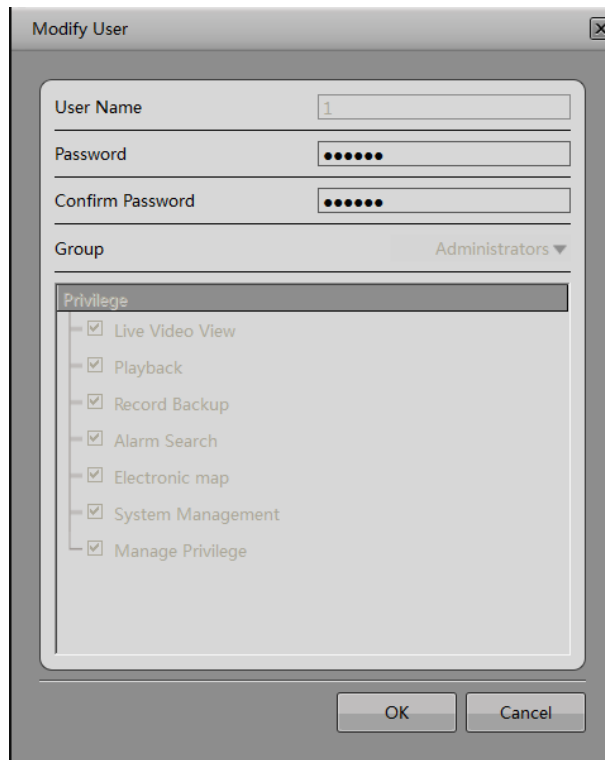 Modify User
User Name 1
Password ●●●●●●
Confirm Password ●●●●●●
Group Administrators
Privilege
Live Video View
Playback
Record Backup
Alarm Search
Electronic map
System Management
Manage Privilege
OK Cancel